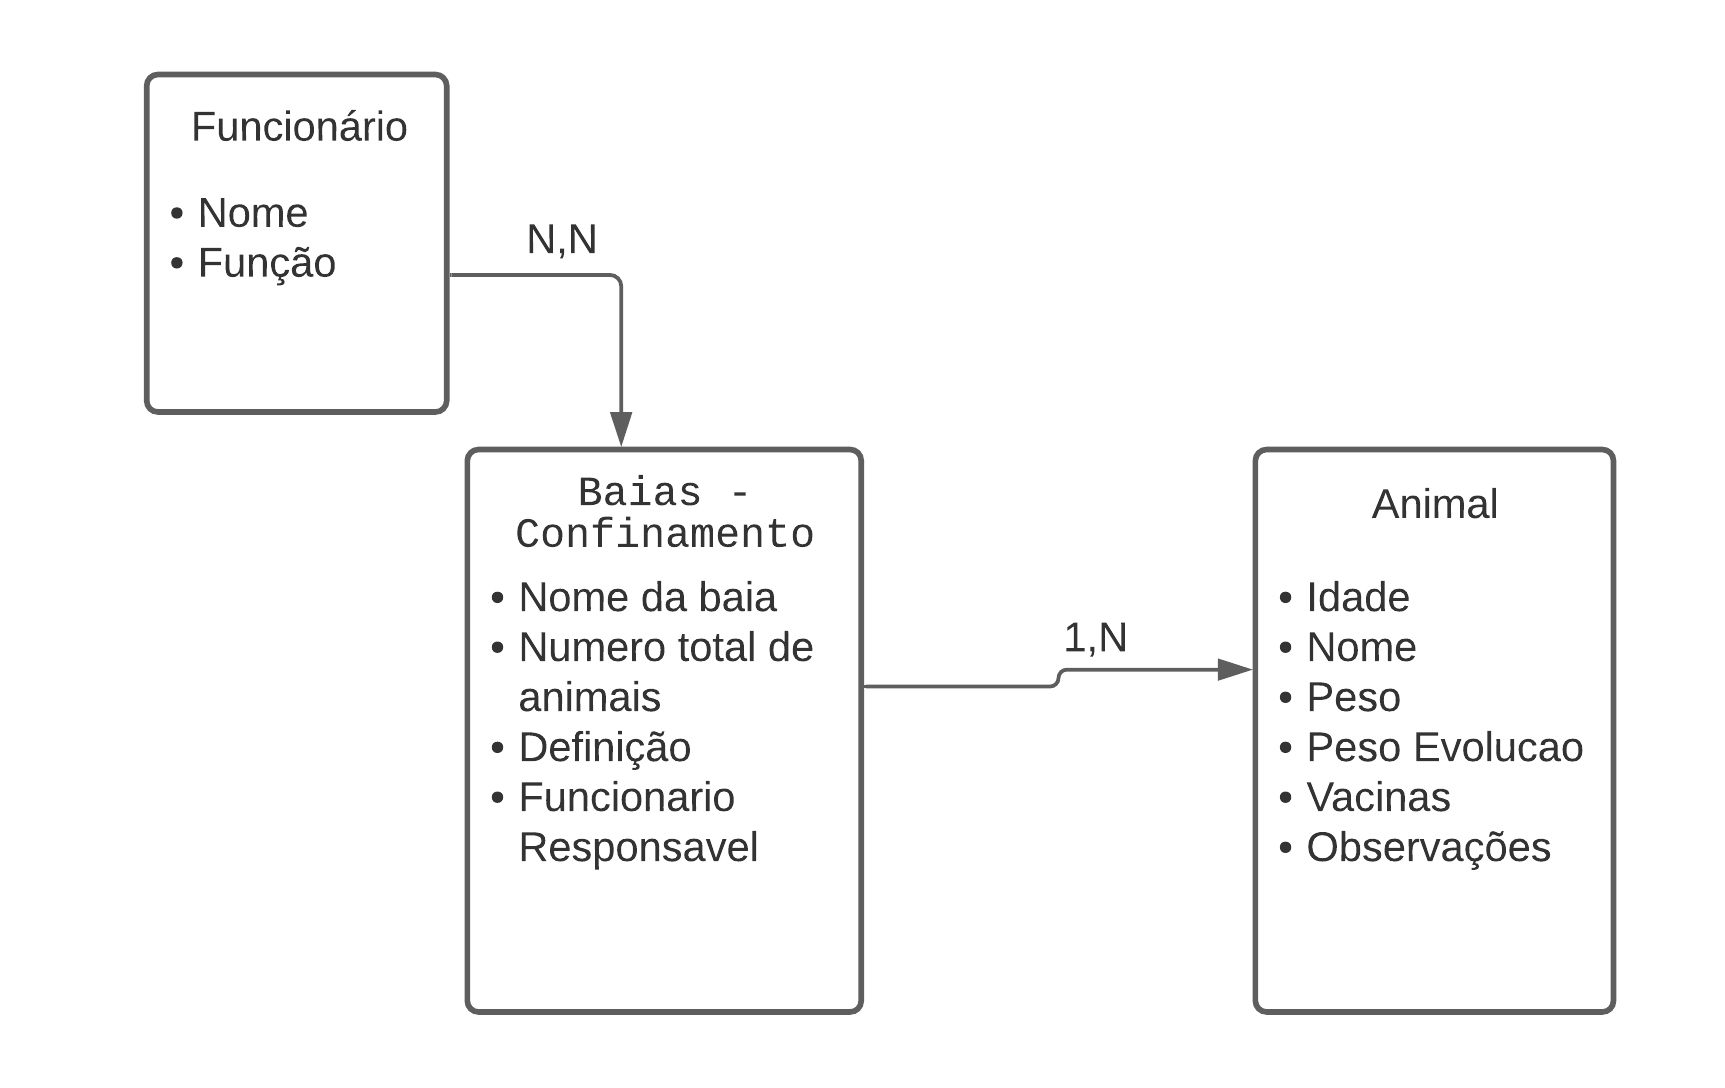 Funcionário
• Nome
• Função
N,N
Baias -
Confinamento
• Nome da baia
• Numero total de
animais
• Definição
• Funcionario
Responsavel
1,N
Animal
• Idade
• Nome
• Peso
• Peso Evolucao
• Vacinas
• Observações